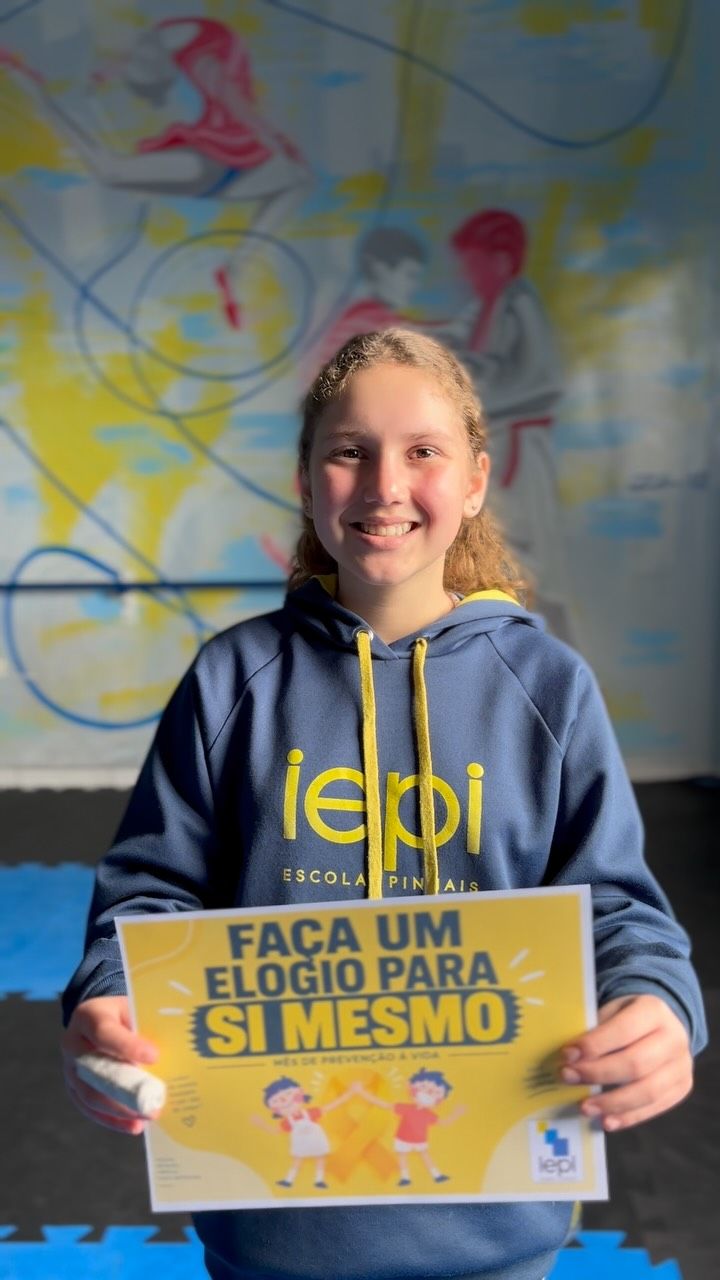 iepi
ESCOLA PINHAIS
FAÇA UM
ELOGIO PARA
SI MESMO
MÊS DE PREVENÇÃO A VIDA
iepi